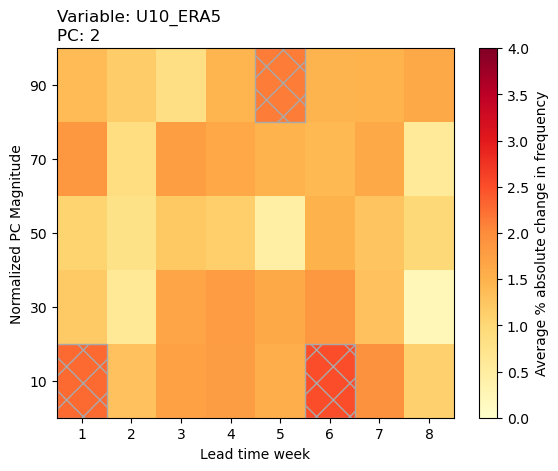 Variable: U10_ERA5
PC: 2
90
70
50
30
10
Normalized PC Magnitude
1 2 3 4 5 6 7 8
Lead time week
4.0
3.5
3.0
2.5
2.0
1.5
1.0
0.5
0.0
Average % absolute change in frequency